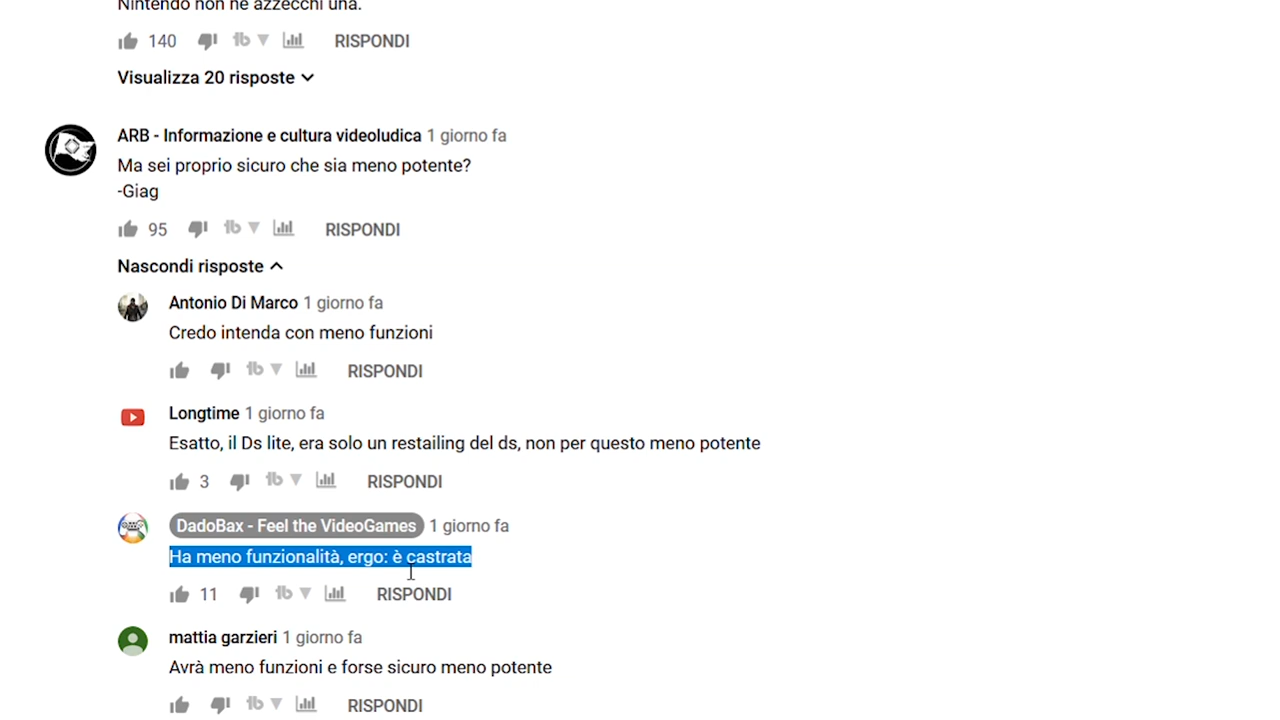 Nintendo non ne azzecchi una.
140 RISPONDI
Visualizza 20 risposte
ARB - Informazione e cultura videoludica 1 giorno fa
Ma sei proprio sicuro che sia meno potente?
-Giag
95 RISPONDI
Nascondi risposte
Antonio Di Marco 1 giorno fa
Credo intenda con meno funzioni
RISPONDI
Longtime 1 giorno fa
Esatto, il Ds lite, era solo un restailing del ds, non per questo meno potente
3 RISPONDI
DadoBax - Feel the VideoGames 1 giorno fa
Ha meno funzionalità, ergo: è castrata
11 RISPONDI
mattia garzieri 1 giorno fa
Avrà meno funzioni e forse sicuro meno potente
RISPONDI